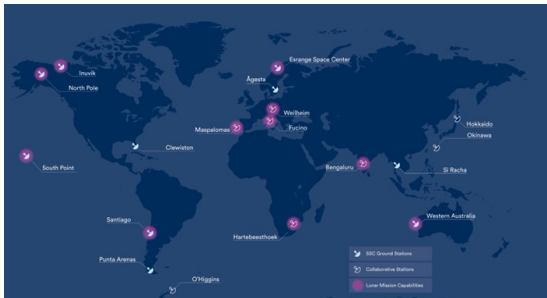 Esrange Space Center
Inuvik
Ågesta
North Pole
Weilheim
Hokkaido
Maspalomas
Fucino
Okinawa
Clewiston
South Point
Bengaluru
Si Racha
Santiago
Western Australia
Hartebeesthoek
Punta Arenas
O'Higgins
SSC Ground Stations
Collaborative Stations
Lunar Mission Capabilities